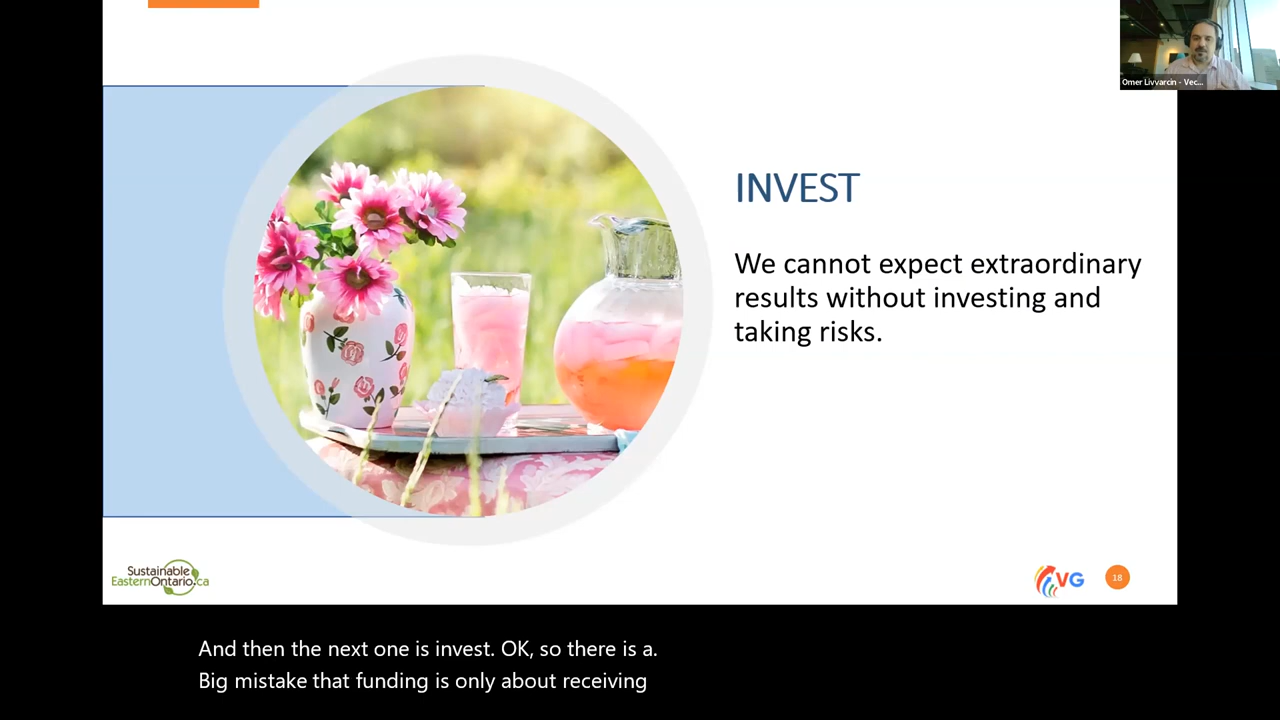 Omer Livvarcin - Vec...
INVEST
We cannot expect extraordinary
results without investing and
taking risks.
Sustainable
EasternOntario.ca
VG
18
And then the next one is invest. OK, so there is a.
Big mistake that funding is only about receiving